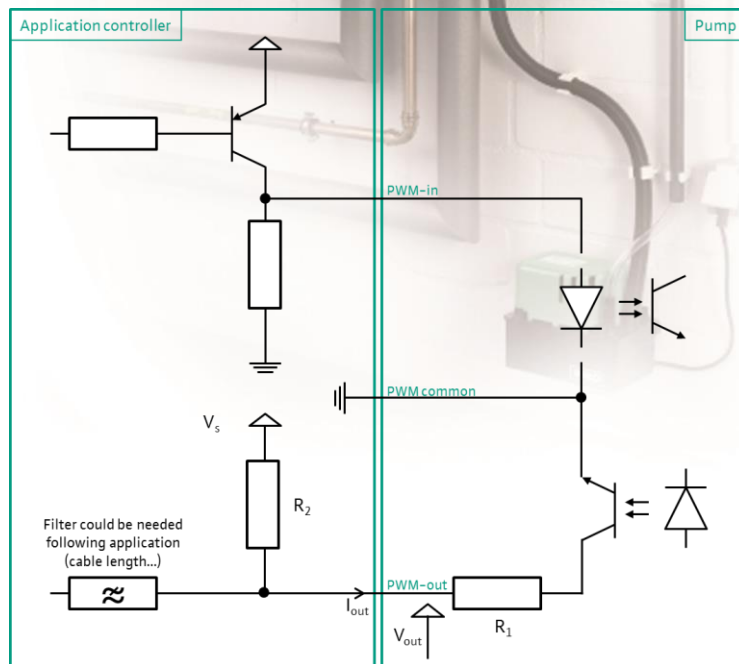 Application controller
Pump
PWM-in
PWM common
Vs
R2
Filter could be needed
following application
(cable length...)
PWM-out
Iout
R1
Vout